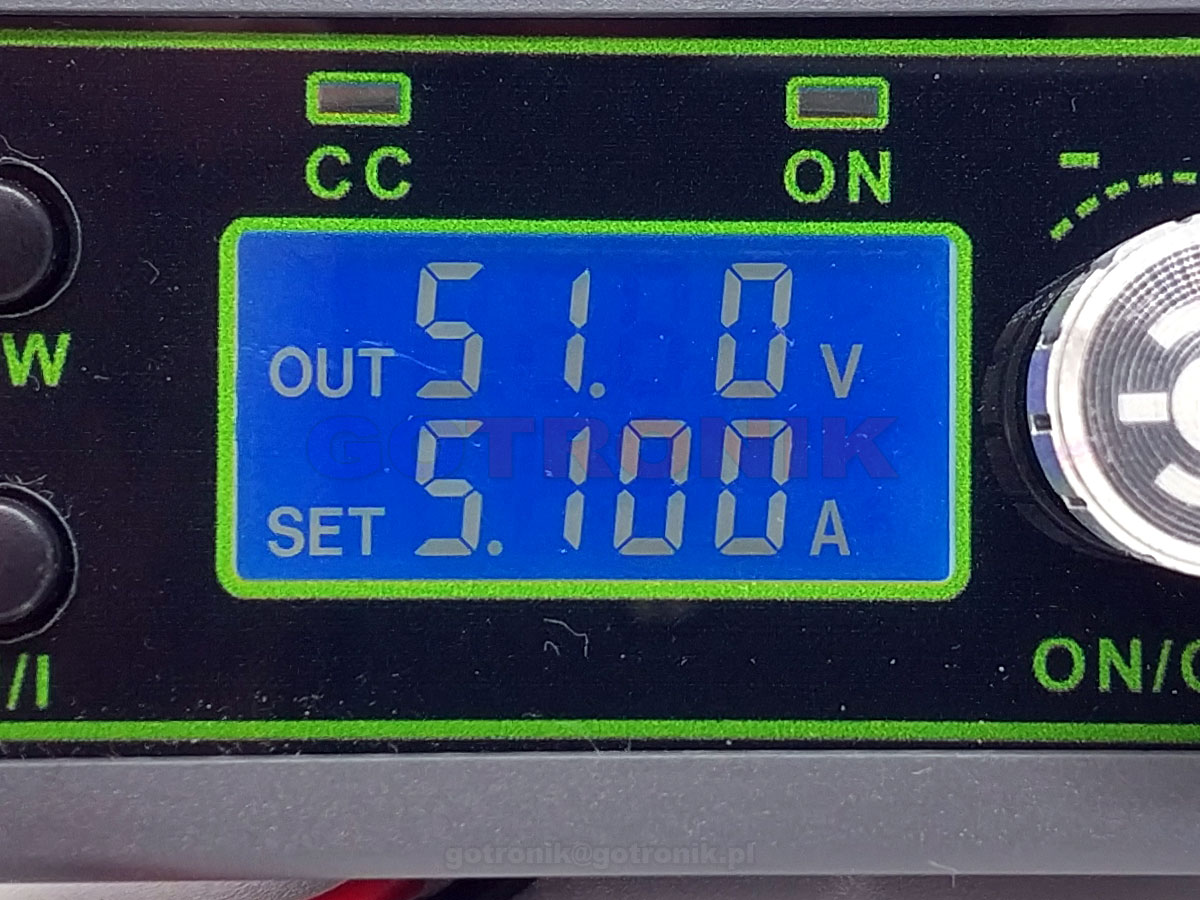 CC ON
-
W
OUT 51. 0 V
GOTRONIK
SET 5.100 A
/I
ON/
gotronik@gotronik.pl